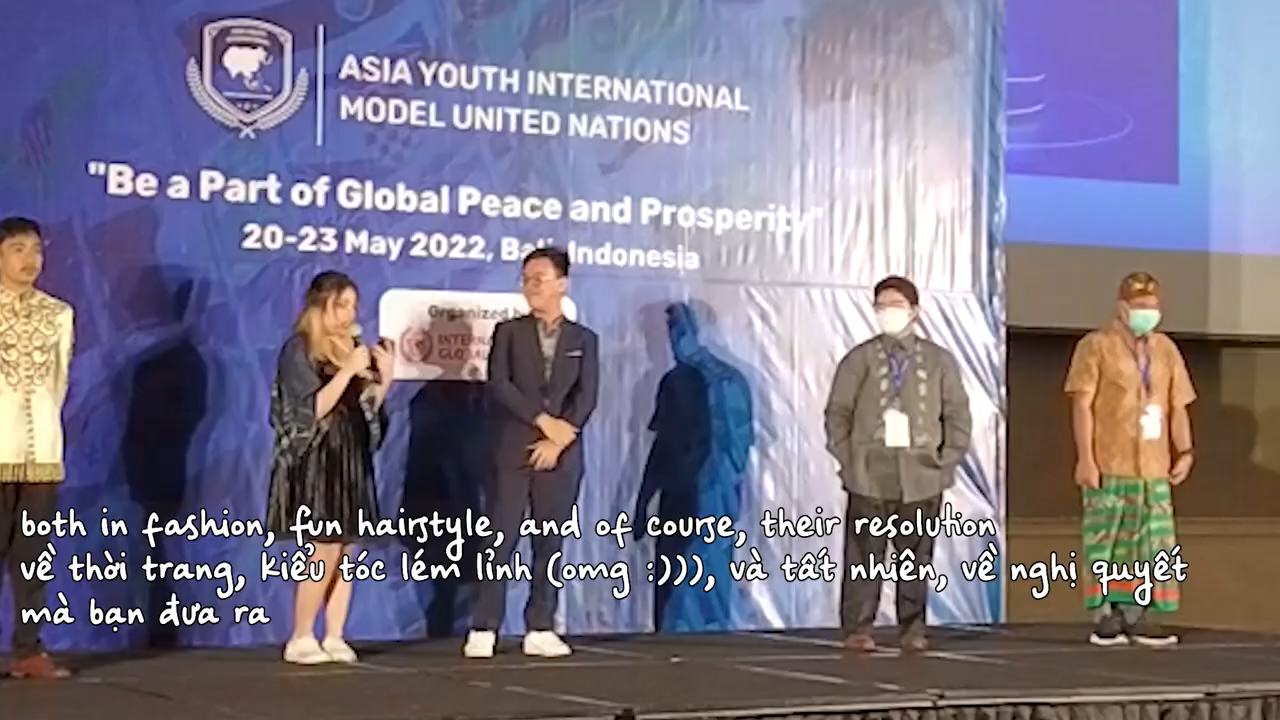 ASIA YOUTH INTERNATIONAL
MODEL UNITED NATIONS
"Be a Part of Global Peace and Prosperity"
20-23 May 2022, Bali, Indonesia
Organized
both in fashion, fun hairstyle, and of course, their resolution
về thời trang, kiểu tóc lém lỉnh (omg :))), và tất nhiên, về nghị quyết
mà bạn đưa ra